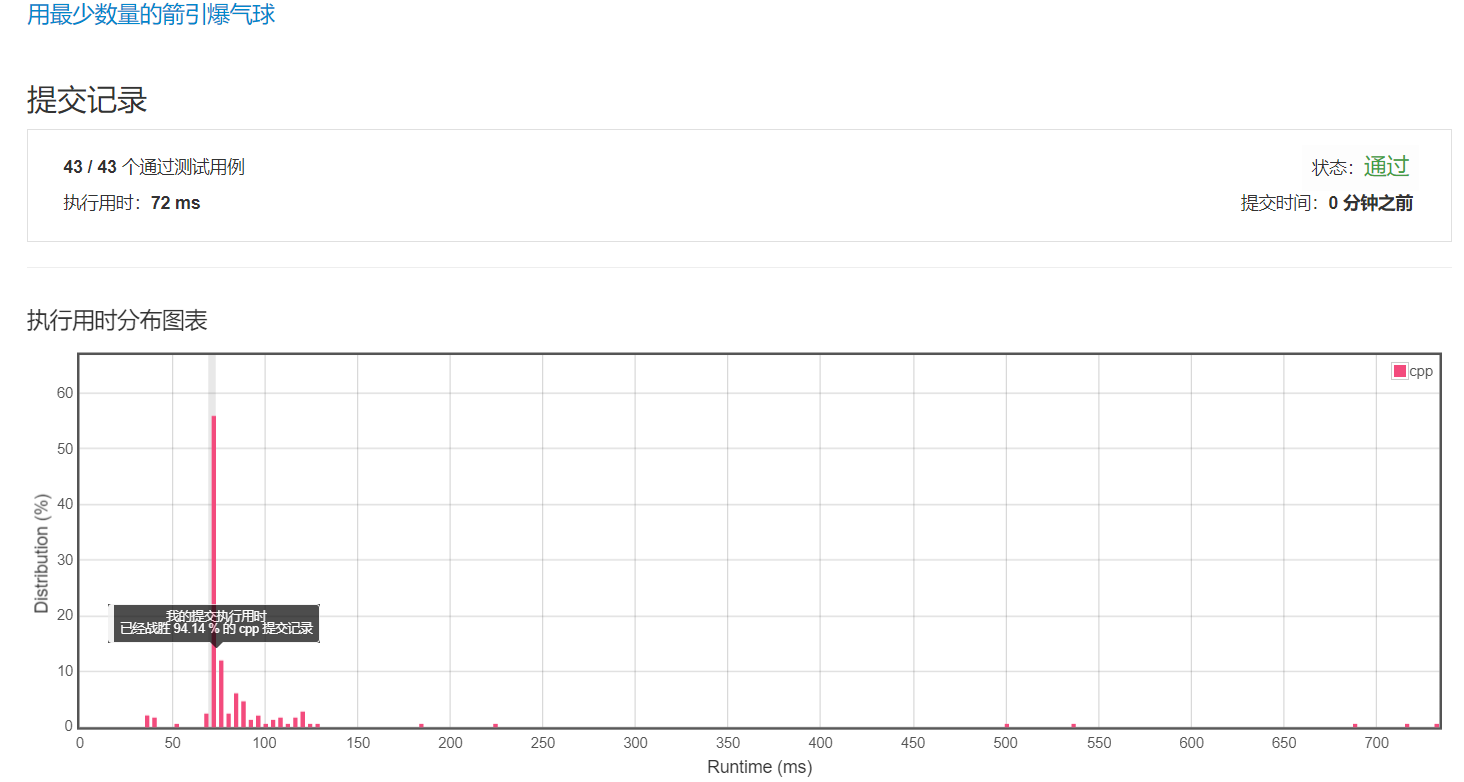 用最少数量的箭引爆气球
提交记录
43 / 43 个通过测试用例
状态：通过
执行用时：72 ms
提交时间：0 分钟之前
执行用时分布图表
cpp
60
50
40
30
20
10
0
Distribution (%)
我的提交执行用时
已经战胜 94.14 % 的 cpp 提交记录
0 50 100 150 200 250 300 350 400 450 500 550 600 650 700
Runtime (ms)